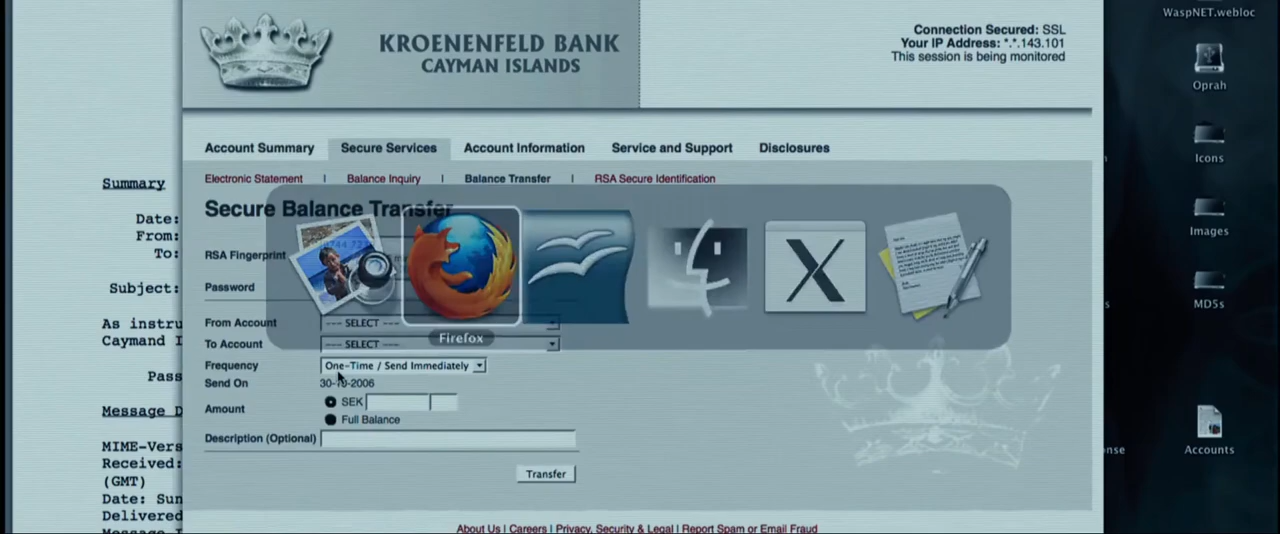 WaspNET.webloc
KROENENFELD BANK
CAYMAN ISLANDS
Connection Secured: SSL
Your IP Address: *.*.143.101
This session is being monitored
Oprah
Account Summary
Secure Services
Account Information
Service and Support
Disclosures
Icons
Electronic Statement | Balance Inquiry | Balance Transfer | RSA Secure Identification
Summary
Secure Balance Transfer
Date:
From:
To:
Images
RSA Fingerprint
Password
Subject:
MD5s
As instru
Caymand I
From Account --- SELECT ---
To Account --- SELECT ---
Firefox
Frequency One-Time / Send Immediately
Pass
Send On 30-10-2006
Amount SEK
Full Balance
Message D
Description (Optional)
MIME-Vers
Received:
(GMT)
Date: Sun
Delivered
Accounts
Transfer
About Us | Careers | Privacy, Security & Legal | Report Spam or Email Fraud